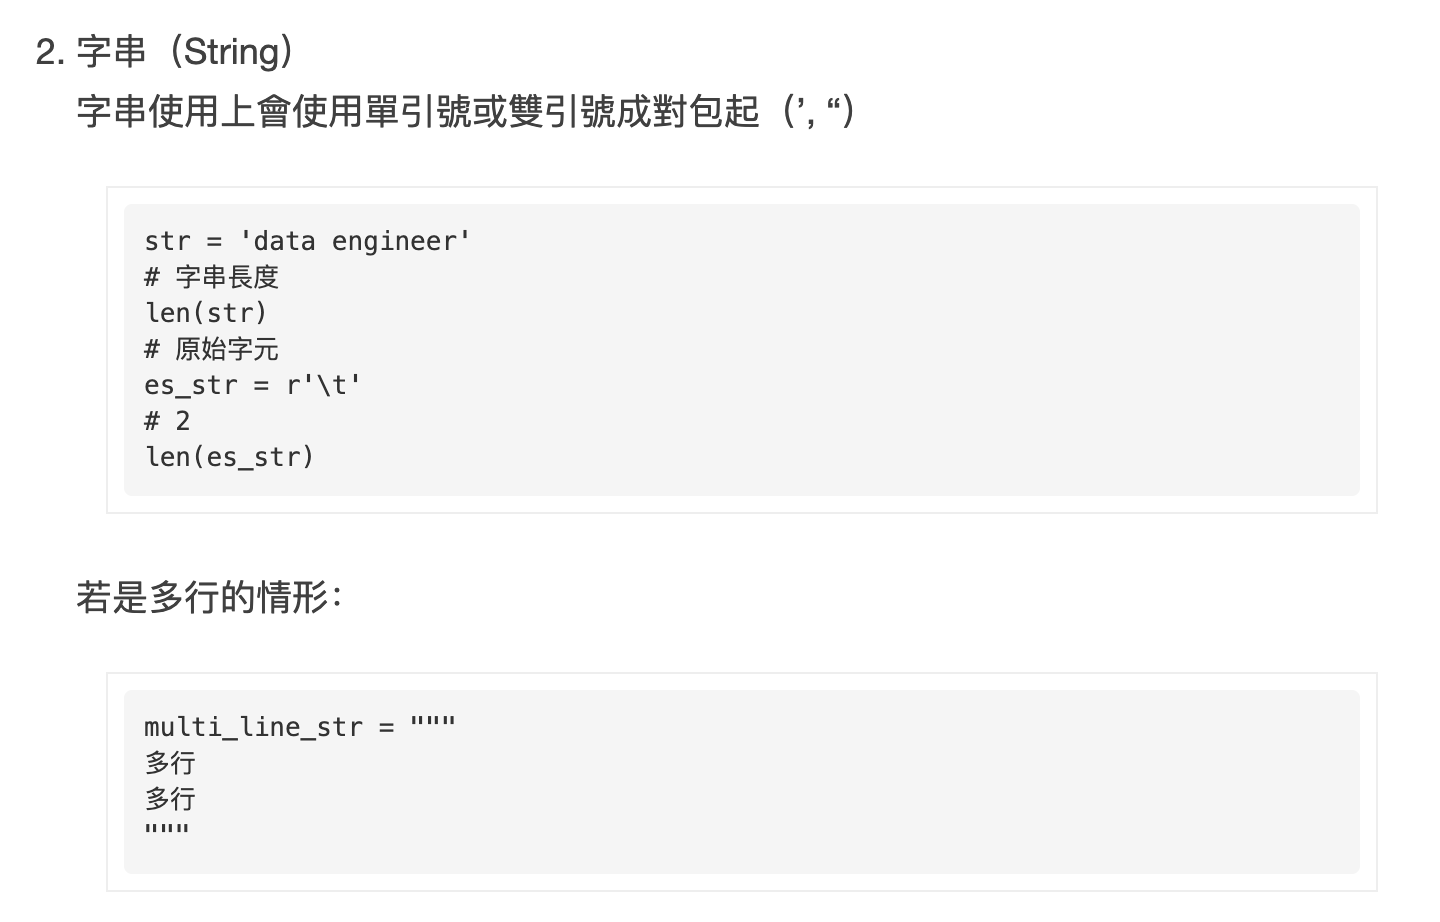 2. 字串（String）
字串使用上會使用單引號或雙引號成對包起（’, “）
str = 'data engineer'
# 字串長度
len(str)
# 原始字元
es_str = r'\t'
# 2
len(es_str)
若是多行的情形：
multi_line_str = """
多行
多行
"""